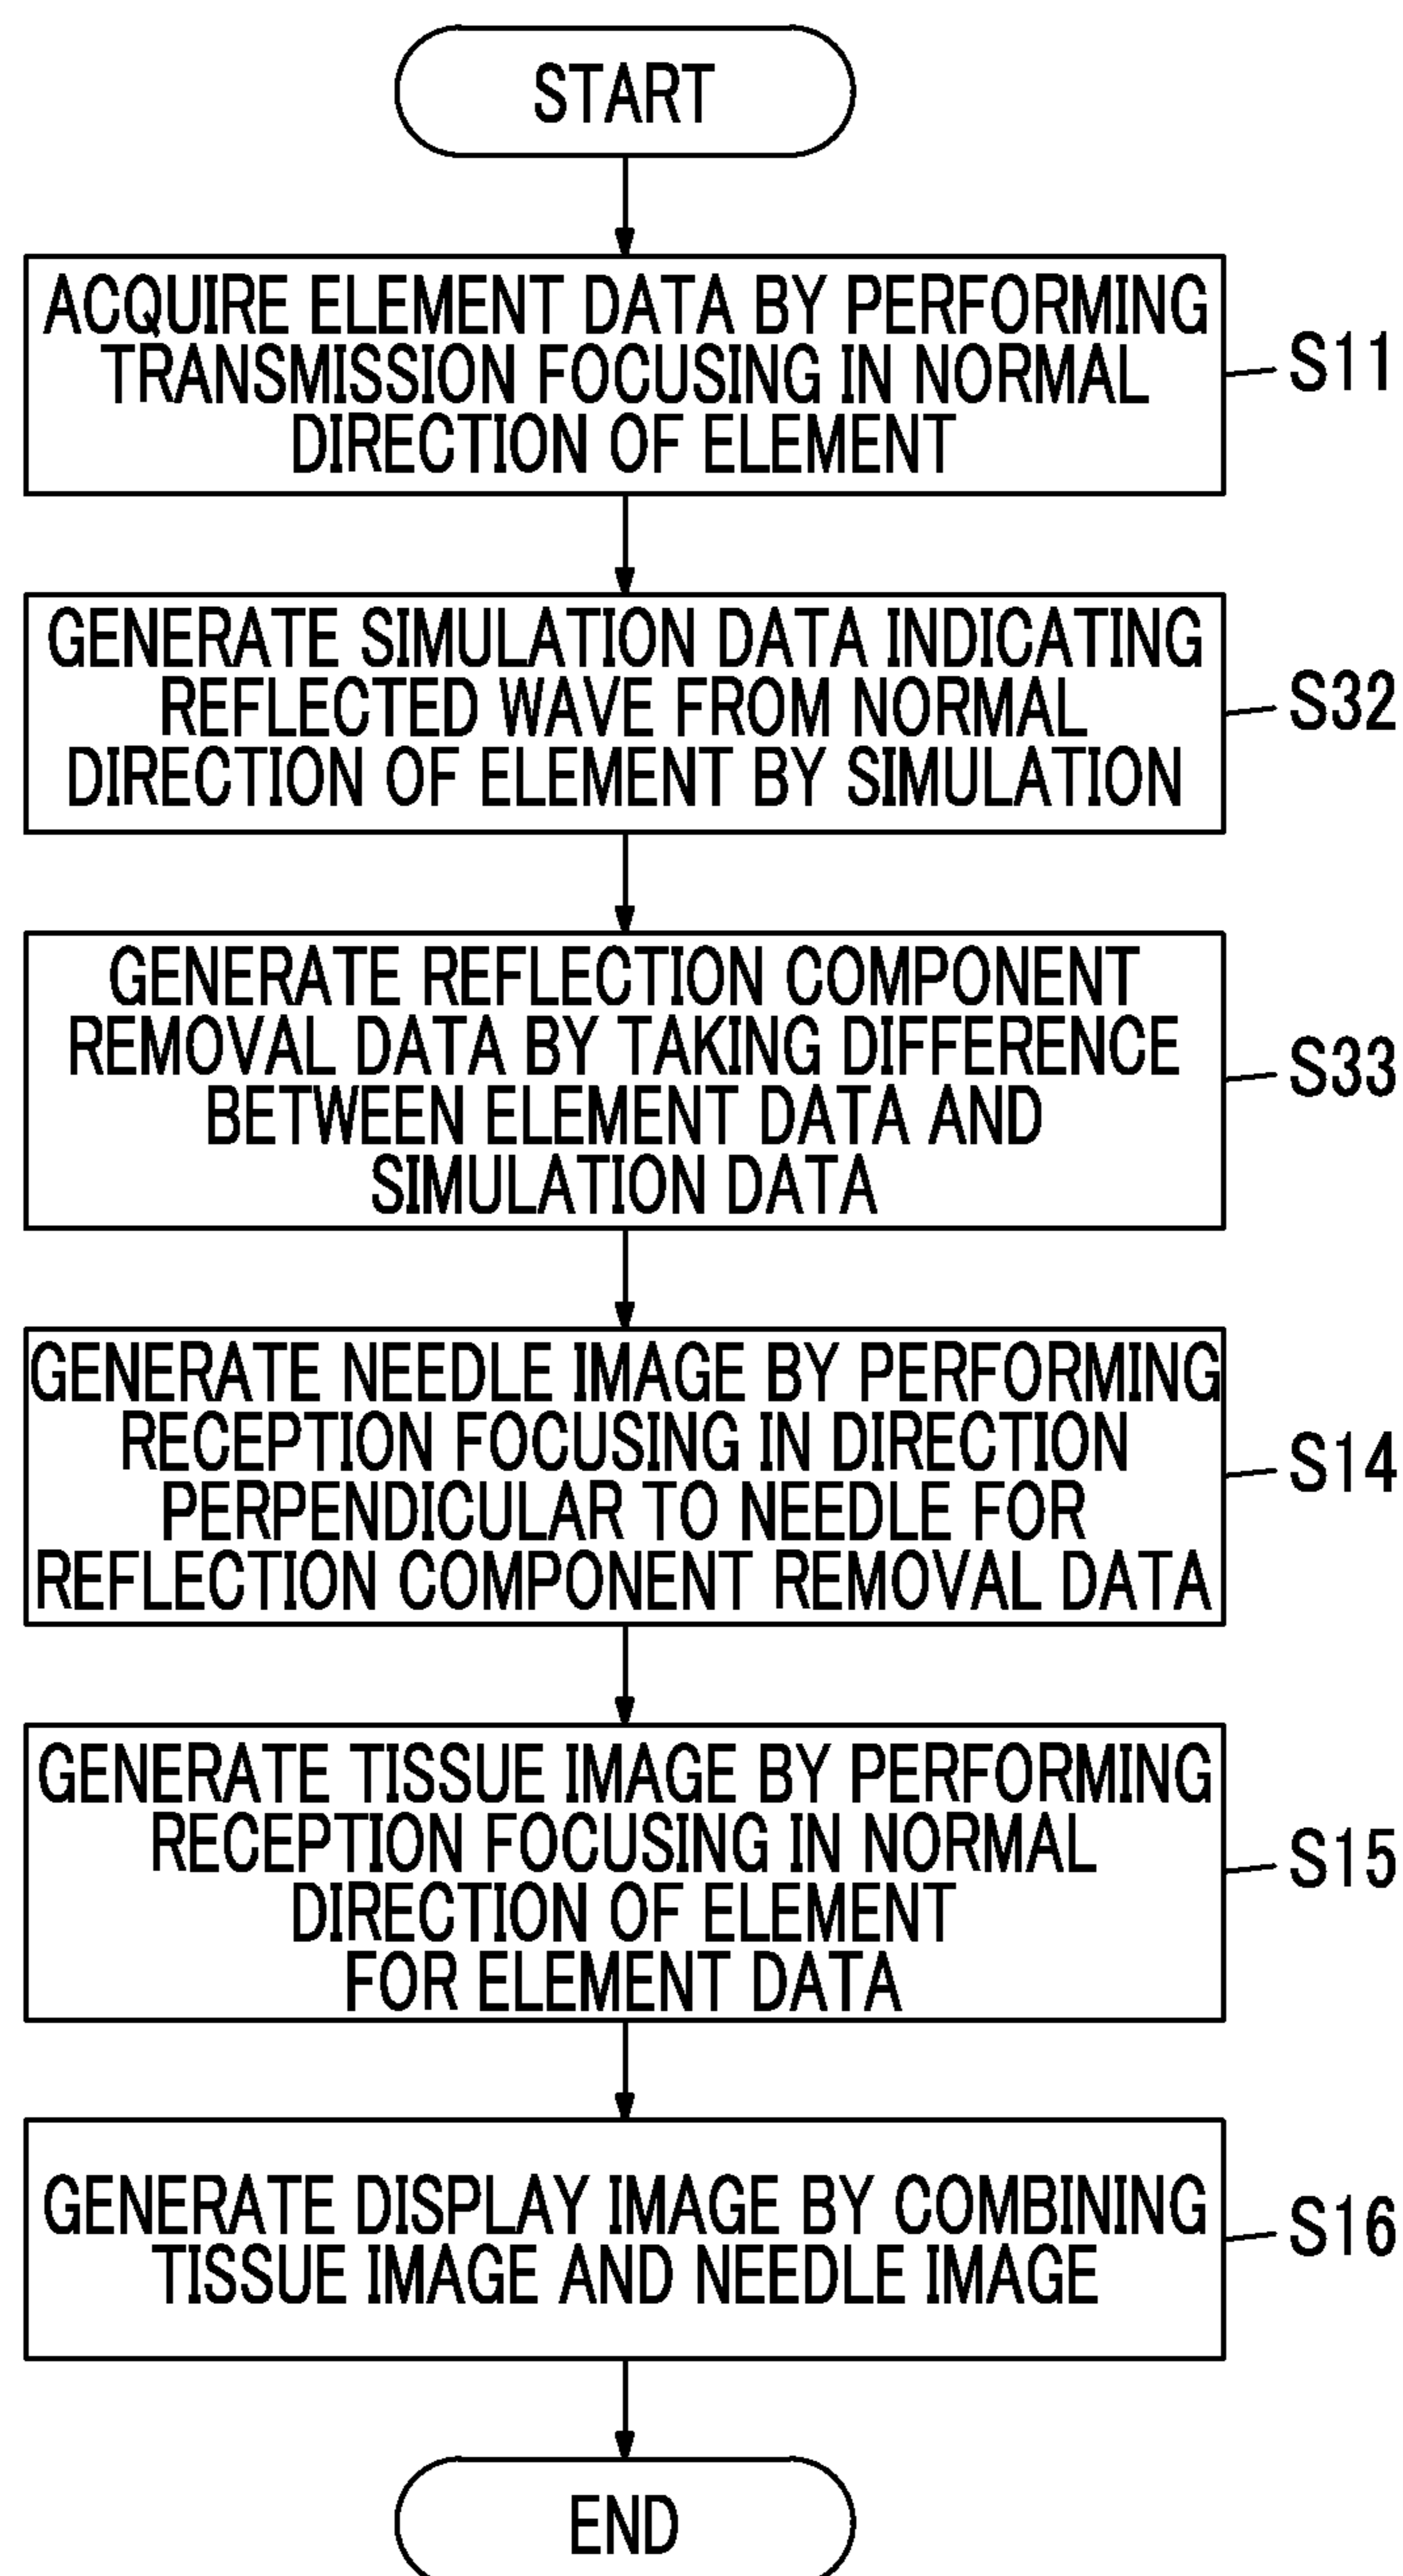 START
ACQUIRE ELEMENT DATA BY PERFORMING
TRANSMISSION FOCUSING IN NORMAL
DIRECTION OF ELEMENT
S11
GENERATE SIMULATION DATA INDICATING
REFLECTED WAVE FROM NORMAL
DIRECTION OF ELEMENT BY SIMULATION
S32
GENERATE REFLECTION COMPONENT
REMOVAL DATA BY TAKING DIFFERENCE
BETWEEN ELEMENT DATA AND
SIMULATION DATA
S33
GENERATE NEEDLE IMAGE BY PERFORMING
RECEPTION FOCUSING IN DIRECTION
PERPENDICULAR TO NEEDLE FOR
REFLECTION COMPONENT REMOVAL DATA
S14
GENERATE TISSUE IMAGE BY PERFORMING
RECEPTION FOCUSING IN NORMAL
DIRECTION OF ELEMENT
FOR ELEMENT DATA
S15
GENERATE DISPLAY IMAGE BY COMBINING
TISSUE IMAGE AND NEEDLE IMAGE
S16
END